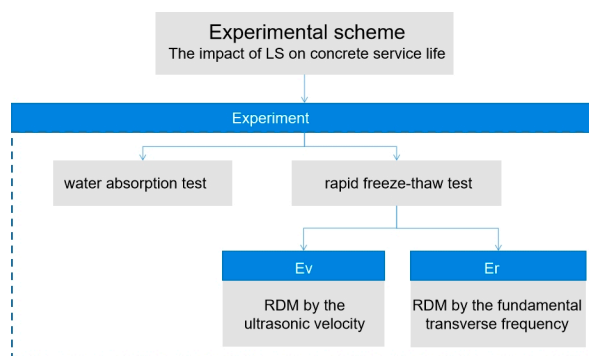 Experimental scheme
The impact of LS on concrete service life
Experiment
water absorption test
rapid freeze-thaw test
Ev
RDM by the
ultrasonic velocity
Er
RDM by the fundamental
transverse frequency